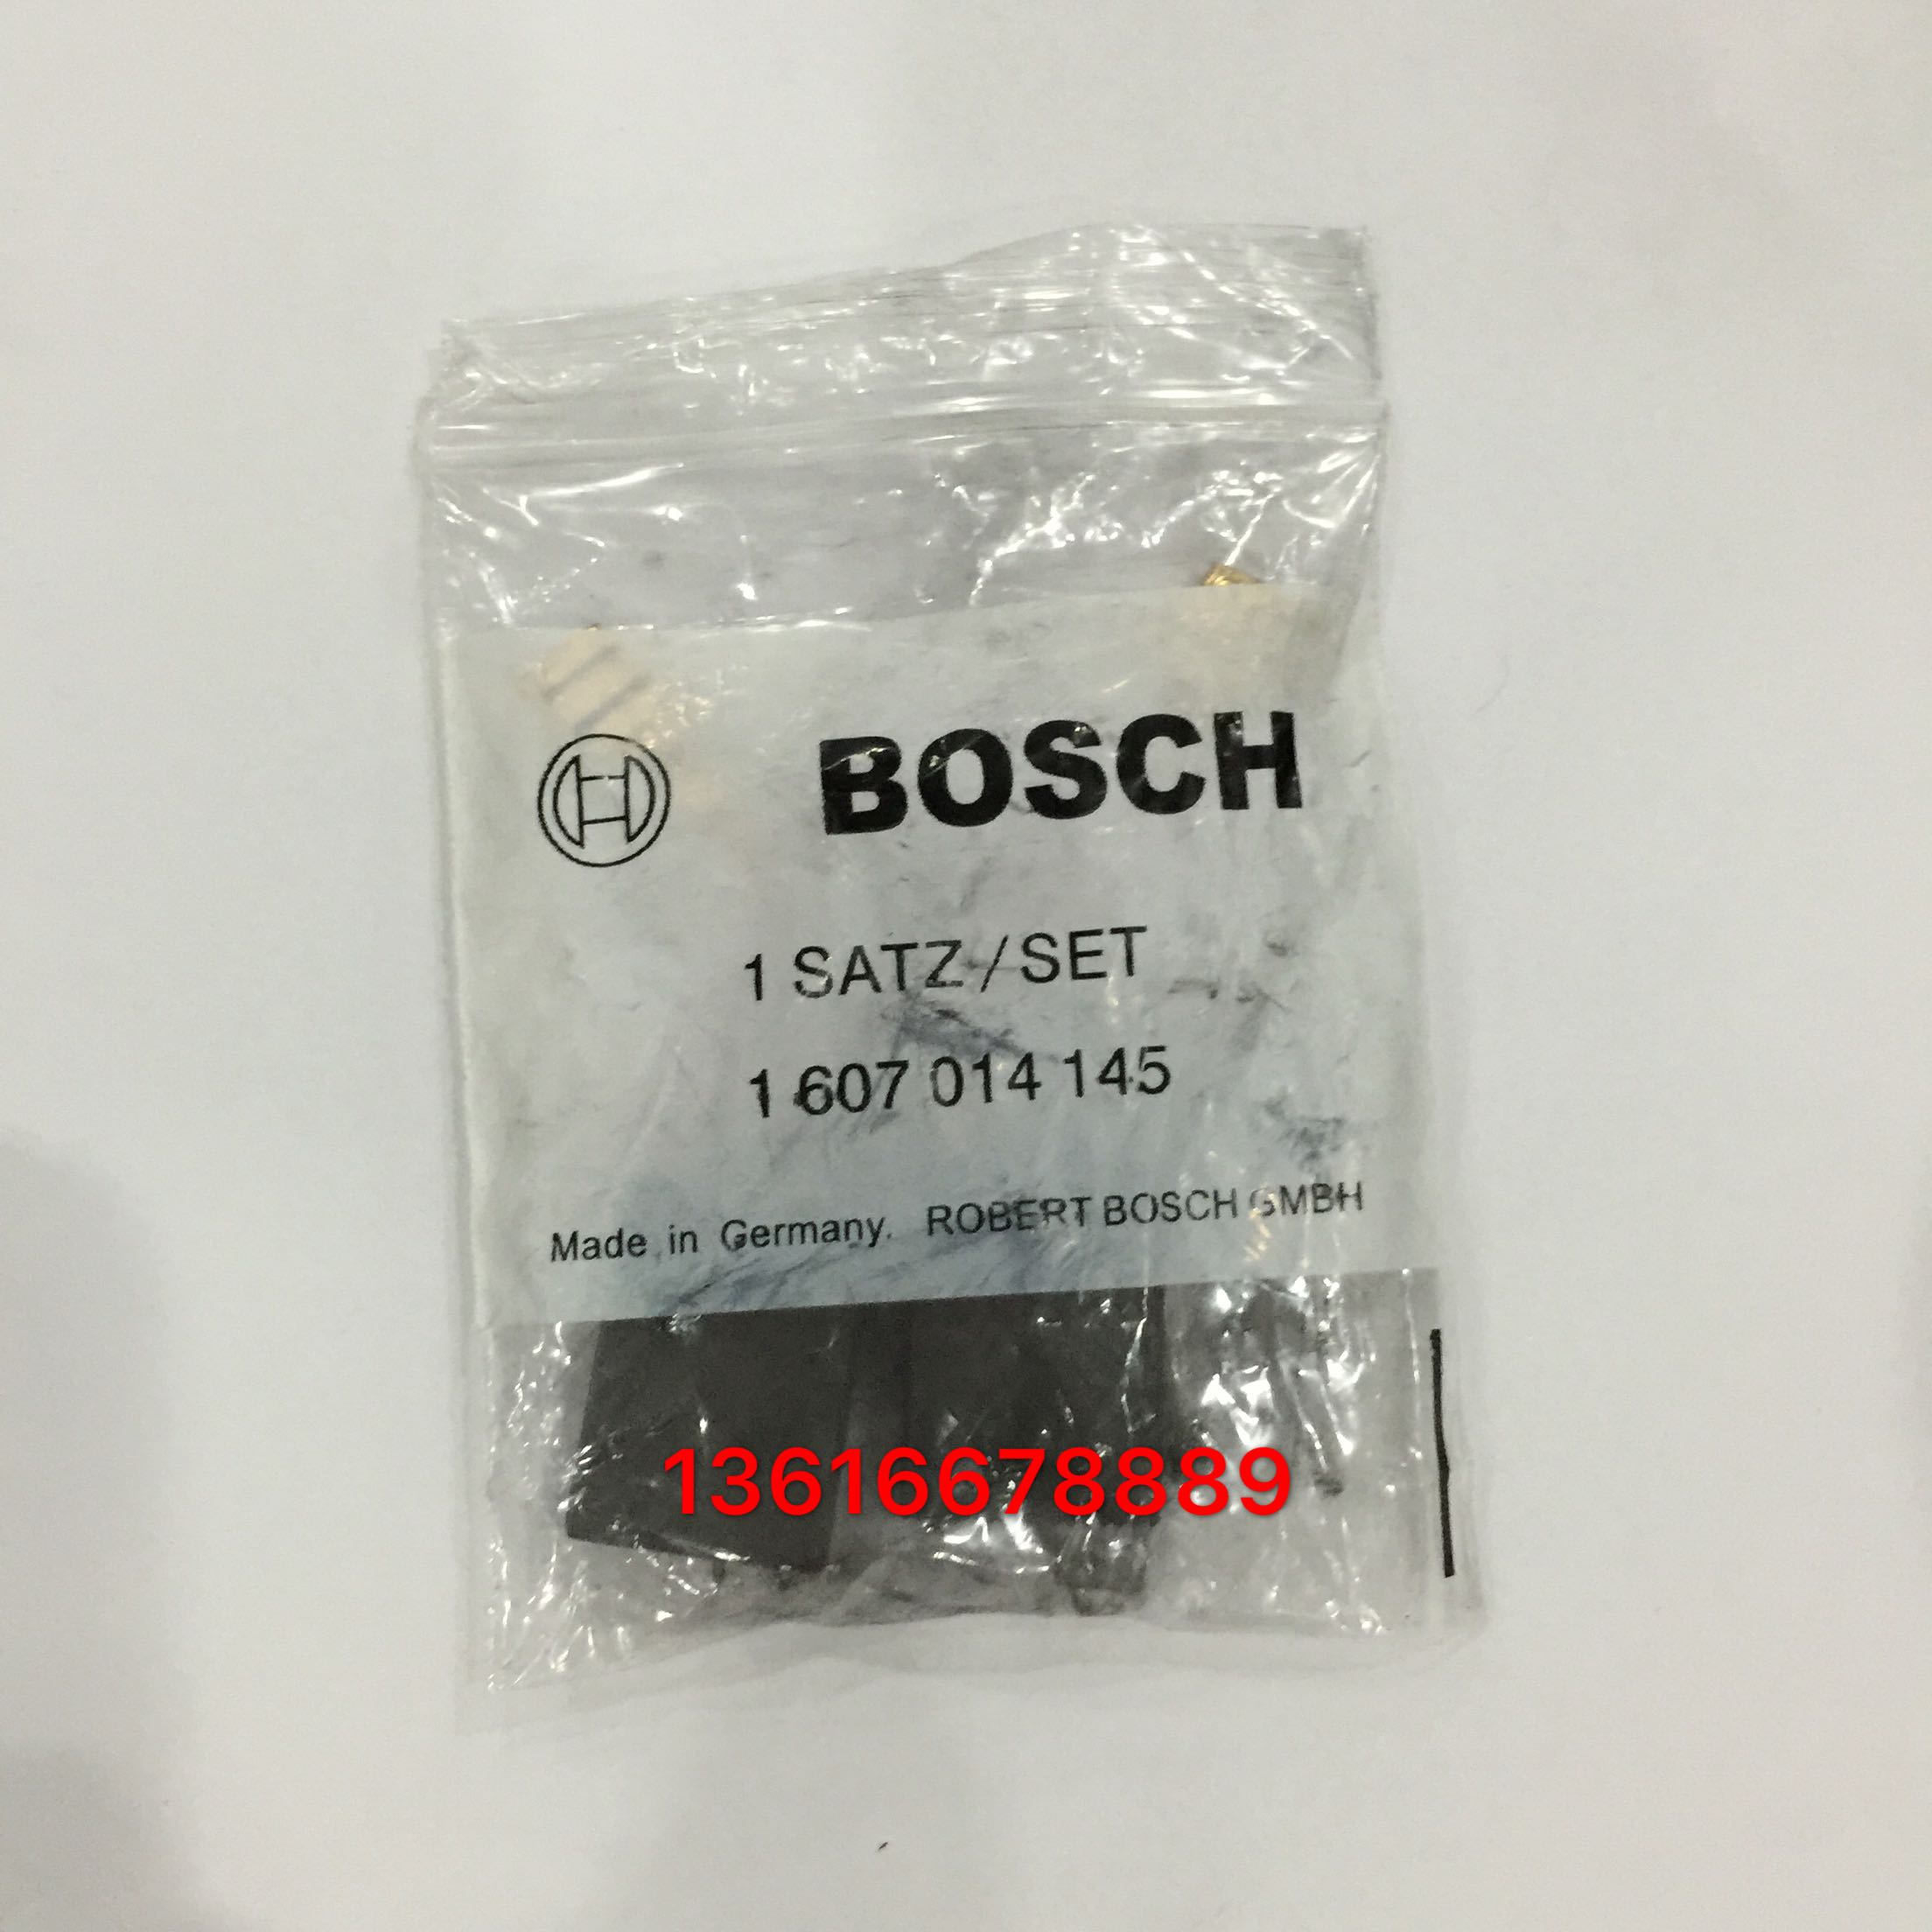 BOSCH
1 SATZ/SET
1 607 014 145
Made in Germany. ROBERT BOSCH GMBH
13616678889